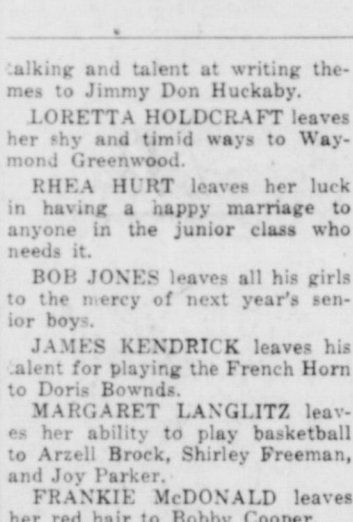 talking and talent at writing the-
mes to Jimmy Don Huckaby.
LORETTA HOLDCRAFT leaves
her shy and timid ways to Way-
mond Greenwood.
RHEA HURT leaves her luck
in having a happy marriage to
anyone in the junior class who
needs it.
BOB JONES leaves all his girls
to the mercy of next year's sen-
ior boys.
JAMES KENDRICK leaves his
talent for playing the French Horn
to Doris Bownds.
MARGARET LANGLITZ leav-
es her ability to play basketball
to Arzell Brock, Shirley Freeman,
and Joy Parker.
FRANKIE McDONALD leaves
her red hair to Bobby Cooper.